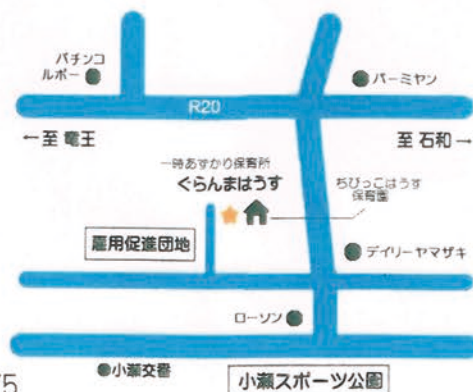 パチンコ
ルポー
バーミヤン
R20
←至 竜王
至 石和→
一時あずかり保育所
ぐらんまはうす
ちびっこはうす
保育園
雇用促進団地
デイリーヤマザキ
ローソン
小瀬交番
小瀬スポーツ公園